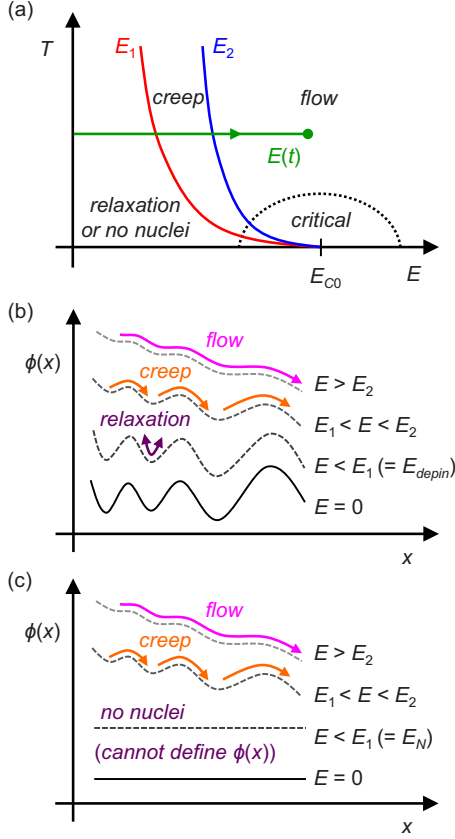 (a)
T
E1
E2
creep
flow
E(t)
relaxation
or no nuclei
critical
EC0
E
(b)
ϕ(x)
flow
creep
E > E2
relaxation
E1 < E < E2
E < E1 (= Edepin)
E = 0
x
(c)
ϕ(x)
flow
creep
E > E2
E1 < E < E2
no nuclei
E < E1 (= EN)
(cannot define ϕ(x))
E = 0
x